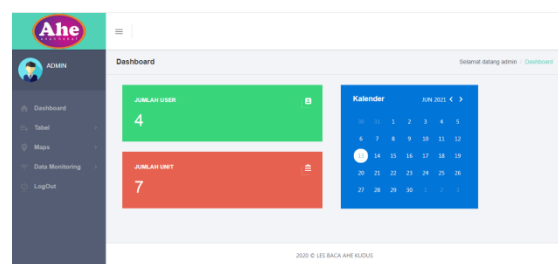 Ahe
ADMIN
Dashboard
Tabel
Maps
Data Monitoring
LogOut
Dashboard
Selamat datang admin / Dashboard
JUMLAH USER
4
JUMLAH UNIT
7
Kalender
JUN 2021
30 31 1 2 3 4 5
6 7 8 9 10 11 12
13 14 15 16 17 18 19
20 21 22 23 24 25 26
27 28 29 30 1 2 3
2020 © LES BACA AHE KUDUS